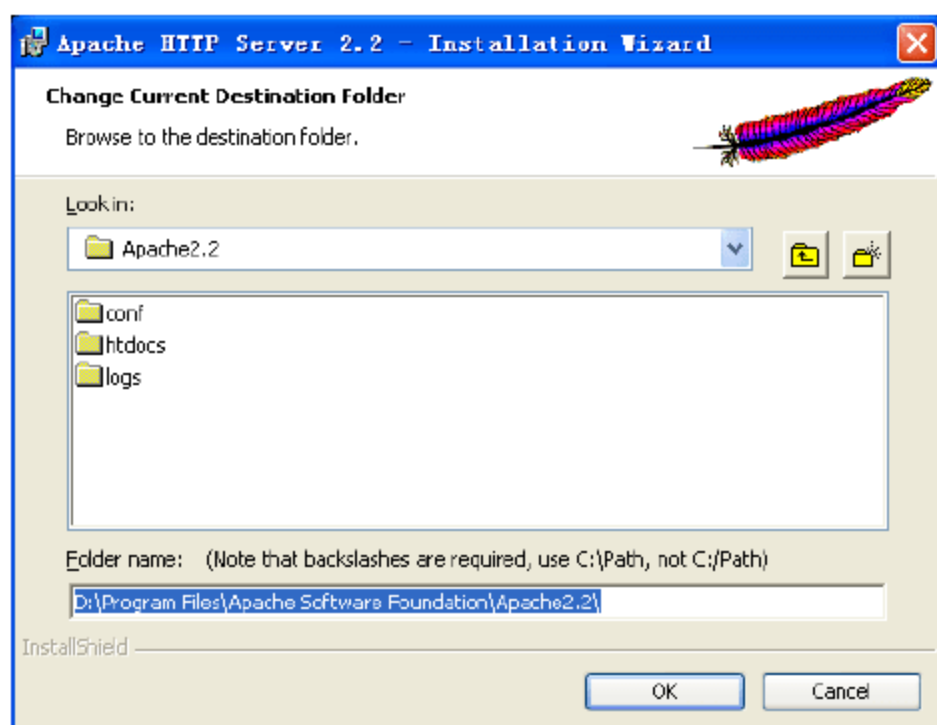 Apache HTTP Server 2.2 - Installation Wizard
Change Current Destination Folder
Browse to the destination folder.
Look in:
Apache2.2
conf
htdocs
logs
Folder name: (Note that backslashes are required, use C:\Path, not C:/Path)
D:\Program Files\Apache Software Foundation\Apache2.2\
InstallShield
OK Cancel